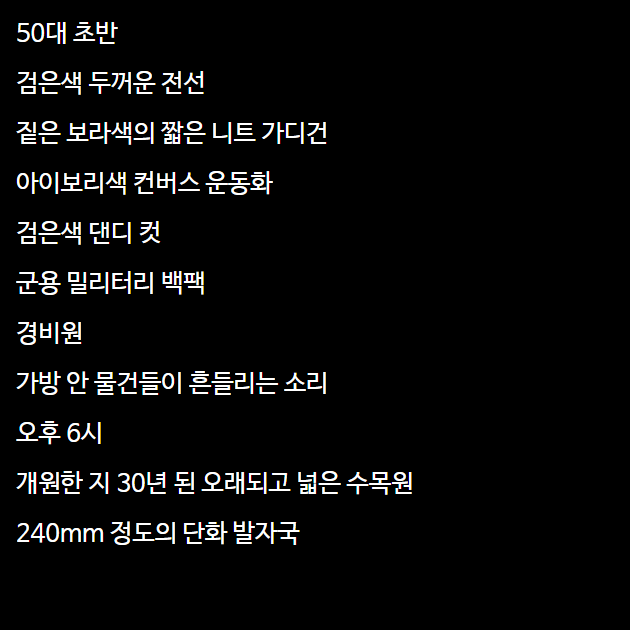 50대 초반
검은색 두꺼운 전선
짙은 보라색의 짧은 니트 가디건
아이보리색 컨버스 운동화
검은색 댄디 컷
군용 밀리터리 백팩
경비원
가방 안 물건들이 흔들리는 소리
오후 6시
개원한 지 30년 된 오래되고 넓은 수목원
240mm 정도의 단화 발자국